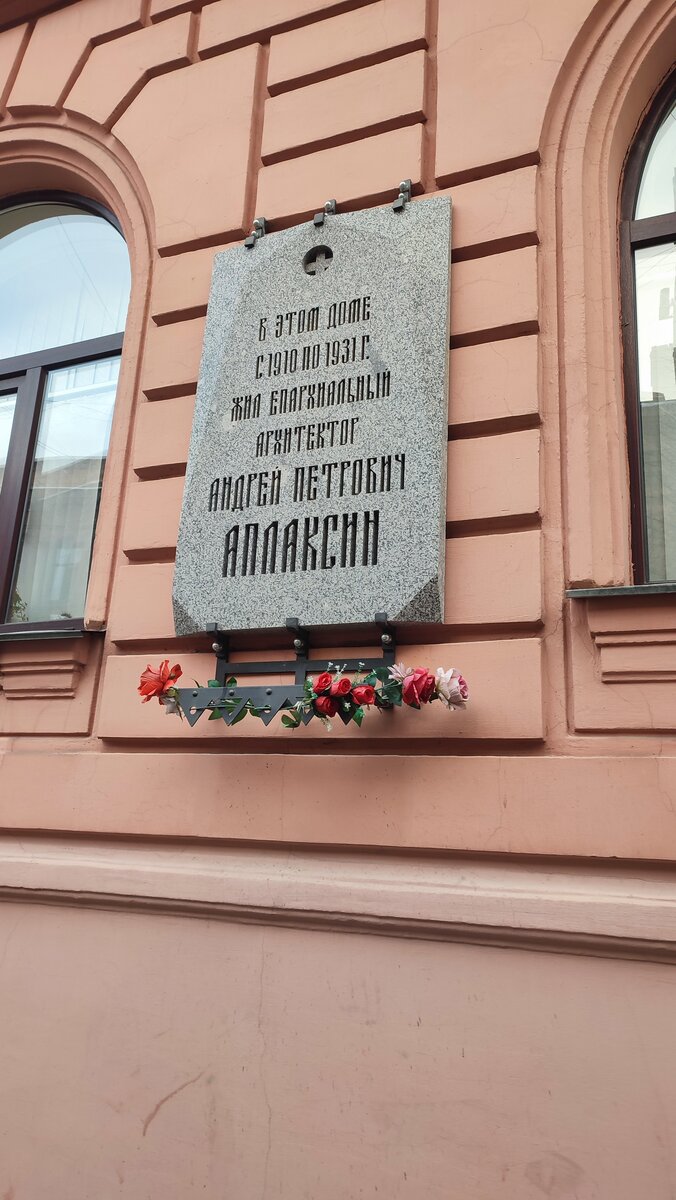 В ЭТОМ ДОМЕ
С 1910 ПО 1931 Г.
ЖИЛ ЕПАРХИАЛЬНЫЙ
АРХИТЕКТОР
АНДРЕЙ ПЕТРОВИЧ
АПЛАКСИН